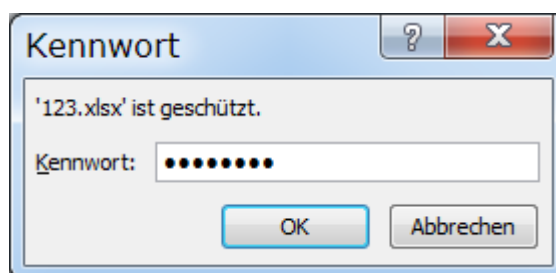 Kennwort
'123.xlsx' ist geschützt.
Kennwort: ••••••••
OK Abbrechen